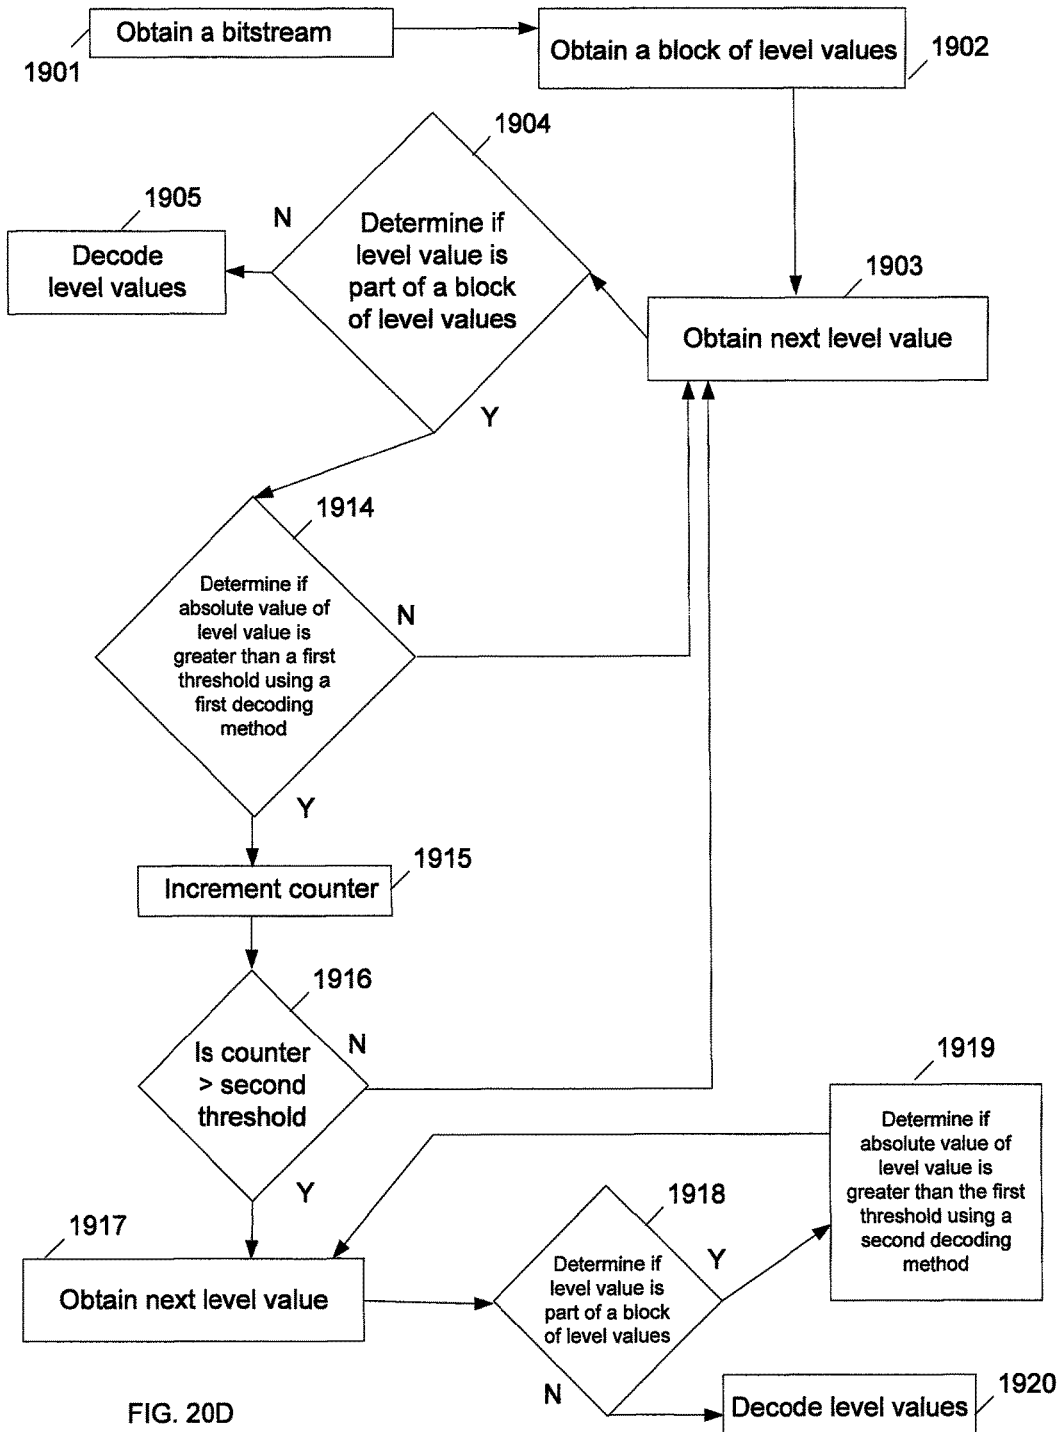 Obtain a bitstream
1901
Obtain a block of level values
1902
1904
Determine if
level value is
part of a block
of level values
N
Y
1905
Decode
level values
1903
Obtain next level value
1914
Determine if
absolute value of
level value is
greater than a first
threshold using a
first decoding
method
N
Y
1915
Increment counter
1916
Is counter
> second
threshold
N
Y
1917
Obtain next level value
1918
Determine if
level value is
part of a block
of level values
Y
N
1919
Determine if
absolute value of
level value is
greater than the first
threshold using a
second decoding
method
1920
Decode level values
FIG. 20D